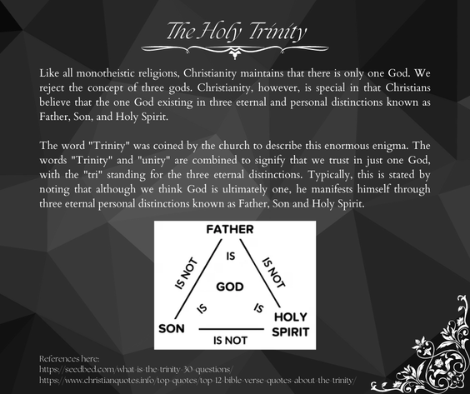 The Holy Trinity
Like all monotheistic religions, Christianity maintains that there is only one God. We
reject the concept of three gods. Christianity, however, is special in that Christians
believe that the one God existing in three eternal and personal distinctions known as
Father, Son, and Holy Spirit.
The word "Trinity" was coined by the church to describe this enormous enigma. The
words "Trinity" and "unity" are combined to signify that we trust in just one God,
with the "tri" standing for the three eternal distinctions. Typically, this is stated by
noting that although we think God is ultimately one, he manifests himself through
three eternal personal distinctions known as Father, Son and Holy Spirit.
FATHER
IS NOT
IS
IS NOT
GOD
IS
IS
SON
HOLY
SPIRIT
IS NOT
References here:
https://seedbed.com/what-is-the-trinity-30-questions/
https://www.christianquotes.info/top-quotes/top-12-bible-verse-quotes-about-the-trinity/